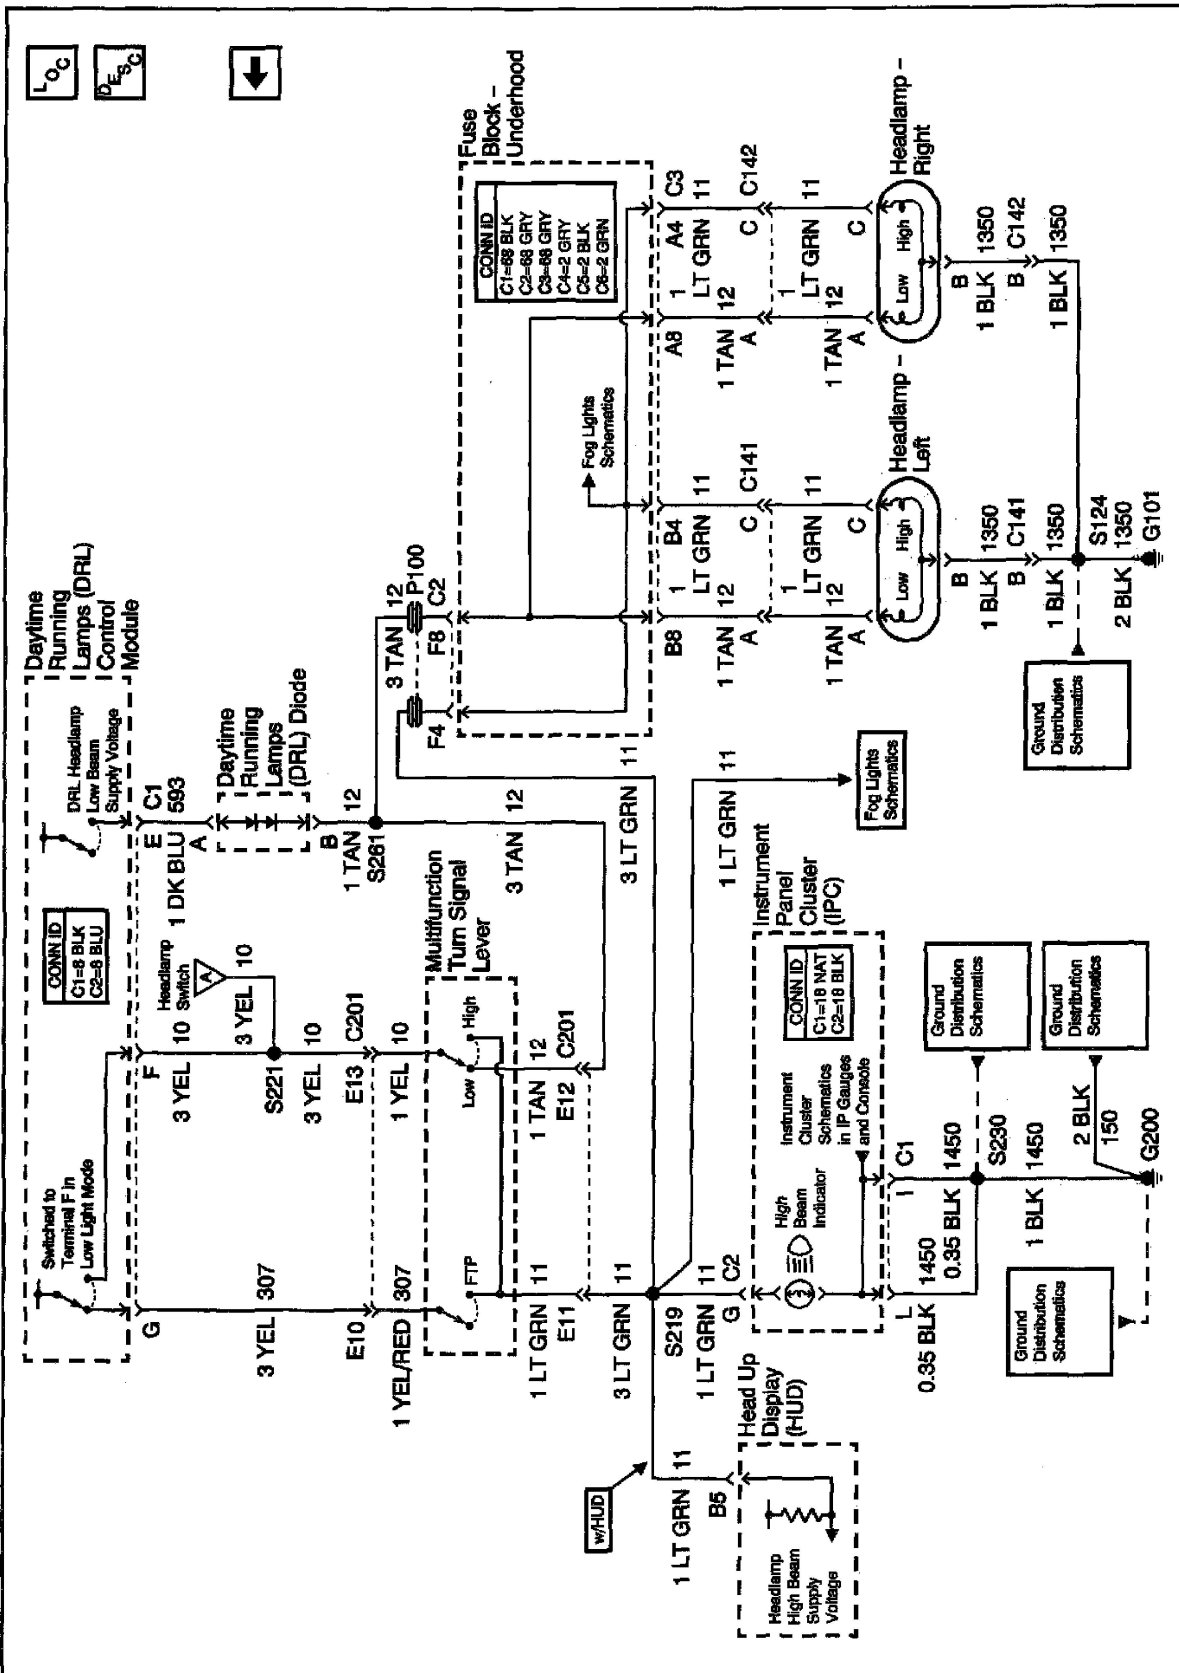 LOC
DESC
Daytime
Running
Lamps (DRL)
Control
Module
Switched to
Terminal F in
Low Light Mode
CONN ID
C1=8 BLK
C2=8 BLU
DRL Headlamp
Low Beam
Supply Voltage
G
F
E
C1
3 YEL
307
3 YEL
10
1 DK BLU
593
Headlamp
Switch
A
3 YEL
10
S221
A
Daytime
Running
Lamps
(DRL) Diode
B
3 YEL
10
1 TAN
12
S261
E10
E13
C201
1 YEL/RED
307
1 YEL
10
Multifunction
Turn Signal
Lever
FTP
Low
High
3 TAN
12
P100
F4
F8
C2
Fuse
Block -
Underhood
CONN ID
C1=68 BLK
C2=68 GRY
C3=68 GRY
C4=2 GRY
C5=2 BLK
C6=2 GRN
1 LT GRN
11
E11
1 TAN
12
E12
C201
3 TAN
12
Fog Lights
Schematics
w/HUD
3 LT GRN
11
3 LT GRN
11
S219
1 LT GRN
11
B5
1 LT GRN
11
G
C2
1 LT GRN
11
B8
B4
A8
A4
C3
1
LT GRN
11
1
LT GRN
11
1 TAN
12
1 TAN
12
A
C
C141
A
C
C142
1
LT GRN
11
1
LT GRN
11
1 TAN
12
1 TAN
12
A
C
A
C
Head Up
Display
(HUD)
Headlamp
High Beam
Supply
Voltage
Instrument
Panel
Cluster
(IPC)
High
Beam
Indicator
Instrument
Cluster
Schematics
in IP Gauges
and Console
CONN ID
C1=18 NAT
C2=18 BLK
Fog Lights
Schematics
Low
High
Headlamp -
Left
Low
High
Headlamp -
Right
L
I
C1
0.35 BLK
1450
0.35 BLK
1450
S230
1 BLK
1450
Ground
Distribution
Schematics
Ground
Distribution
Schematics
Ground
Distribution
Schematics
2 BLK
150
G200
B
1 BLK
1350
B
C141
1 BLK
1350
B
1 BLK
1350
B
C142
1 BLK
1350
Ground
Distribution
Schematics
S124
2 BLK
1350
G101